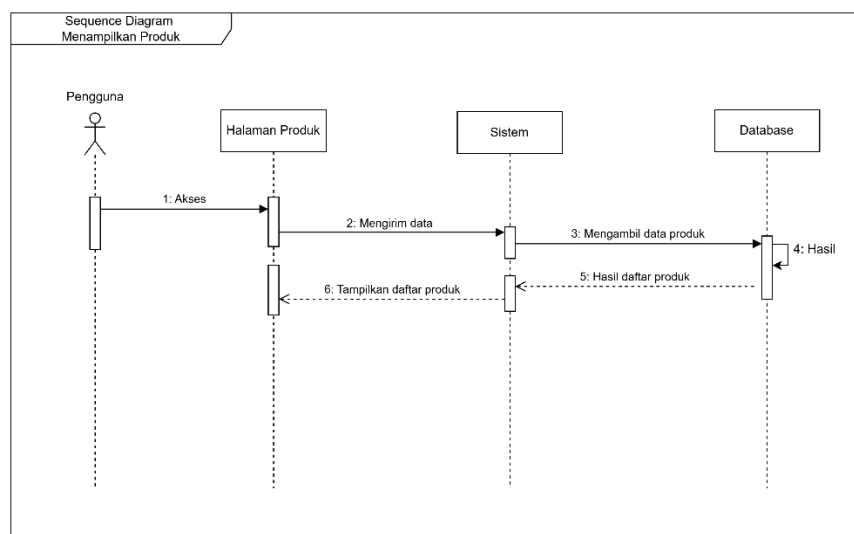 Sequence Diagram
Menampilkan Produk
Pengguna
Halaman Produk
Sistem
Database
1: Akses
2: Mengirim data
3: Mengambil data produk
4: Hasil
5: Hasil daftar produk
6: Tampilkan daftar produk